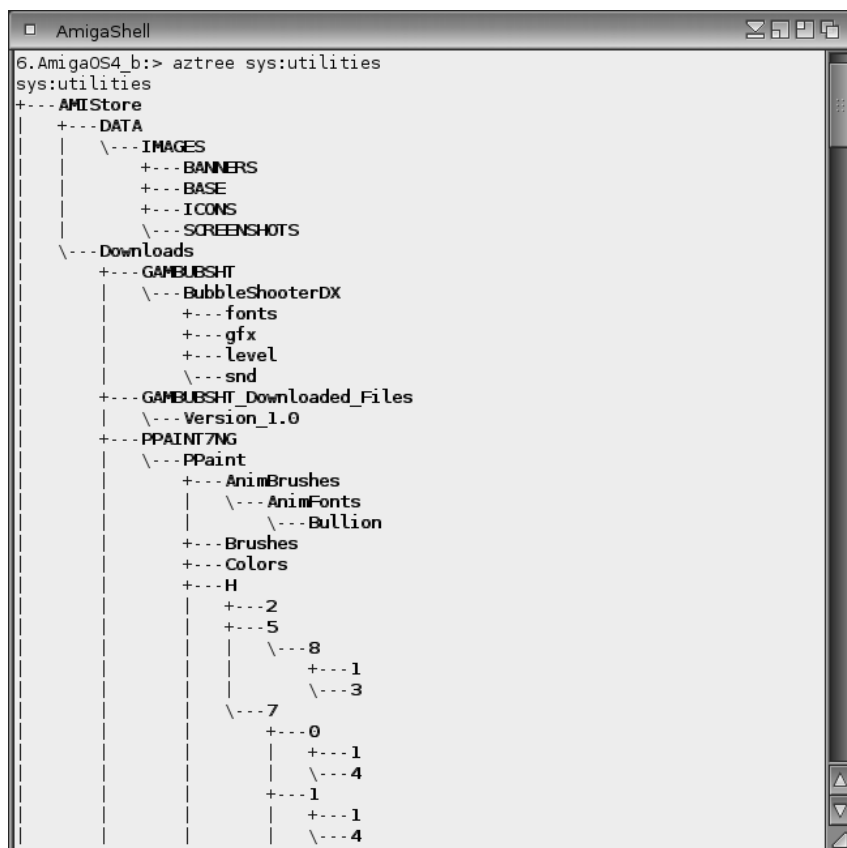 AmigaShell
6.AmigaOS4_b:> aztree sys:utilities
sys:utilities
+---AMIStore
|   +---DATA
|   |   \---IMAGES
|   |       +---BANNERS
|   |       +---BASE
|   |       +---ICONS
|   |       \---SCREENSHOTS
|   \---Downloads
|       +---GAMBUBSHT
|       |   \---BubbleShooterDX
|       |       +---fonts
|       |       +---gfx
|       |       +---level
|       |       \---snd
|       +---GAMBUBSHT_Downloaded_Files
|       |   \---Version_1.0
|       +---PPAINT7NG
|       |   \---PPaint
|       |       +---AnimBrushes
|       |       |   \---AnimFonts
|       |       |       \---Bullion
|       |       +---Brushes
|       |       +---Colors
|       |       +---H
|       |       |   +---2
|       |       |   +---5
|       |       |   |   \---8
|       |       |   |       +---1
|       |       |   |       \---3
|       |       |   \---7
|       |       |       +---0
|       |       |       |   +---1
|       |       |       |   \---4
|       |       |       +---1
|       |       |       |   +---1
|       |       |       |   \---4